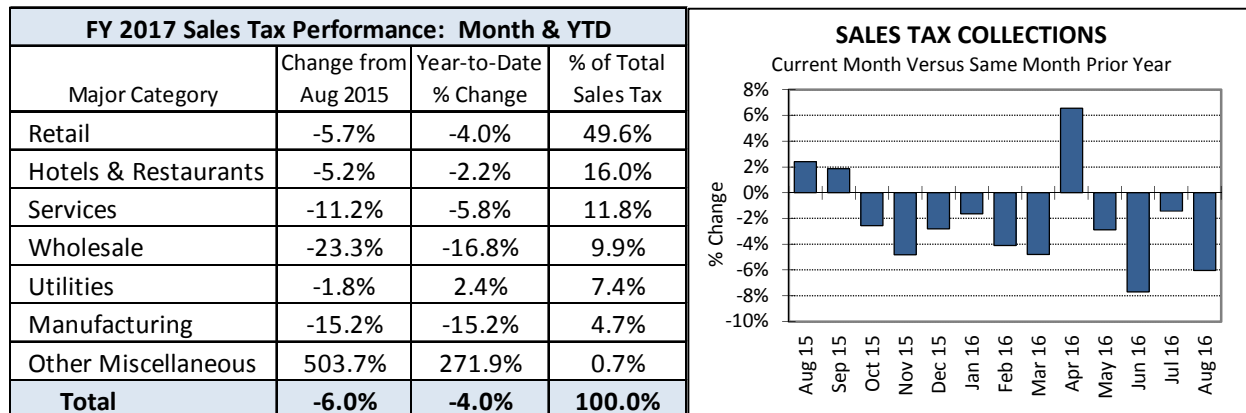 FY 2017 Sales Tax Performance: Month & YTD
Major Category Change from Aug 2015 Year-to-Date % Change % of Total Sales Tax
Retail -5.7% -4.0% 49.6%
Hotels & Restaurants -5.2% -2.2% 16.0%
Services -11.2% -5.8% 11.8%
Wholesale -23.3% -16.8% 9.9%
Utilities -1.8% 2.4% 7.4%
Manufacturing -15.2% -15.2% 4.7%
Other Miscellaneous 503.7% 271.9% 0.7%
Total -6.0% -4.0% 100.0%
SALES TAX COLLECTIONS
Current Month Versus Same Month Prior Year
% Change
8%
6%
4%
2%
0%
-2%
-4%
-6%
-8%
-10%
Aug 15
Sep 15
Oct 15
Nov 15
Dec 15
Jan 16
Feb 16
Mar 16
Apr 16
May 16
Jun 16
Jul 16
Aug 16